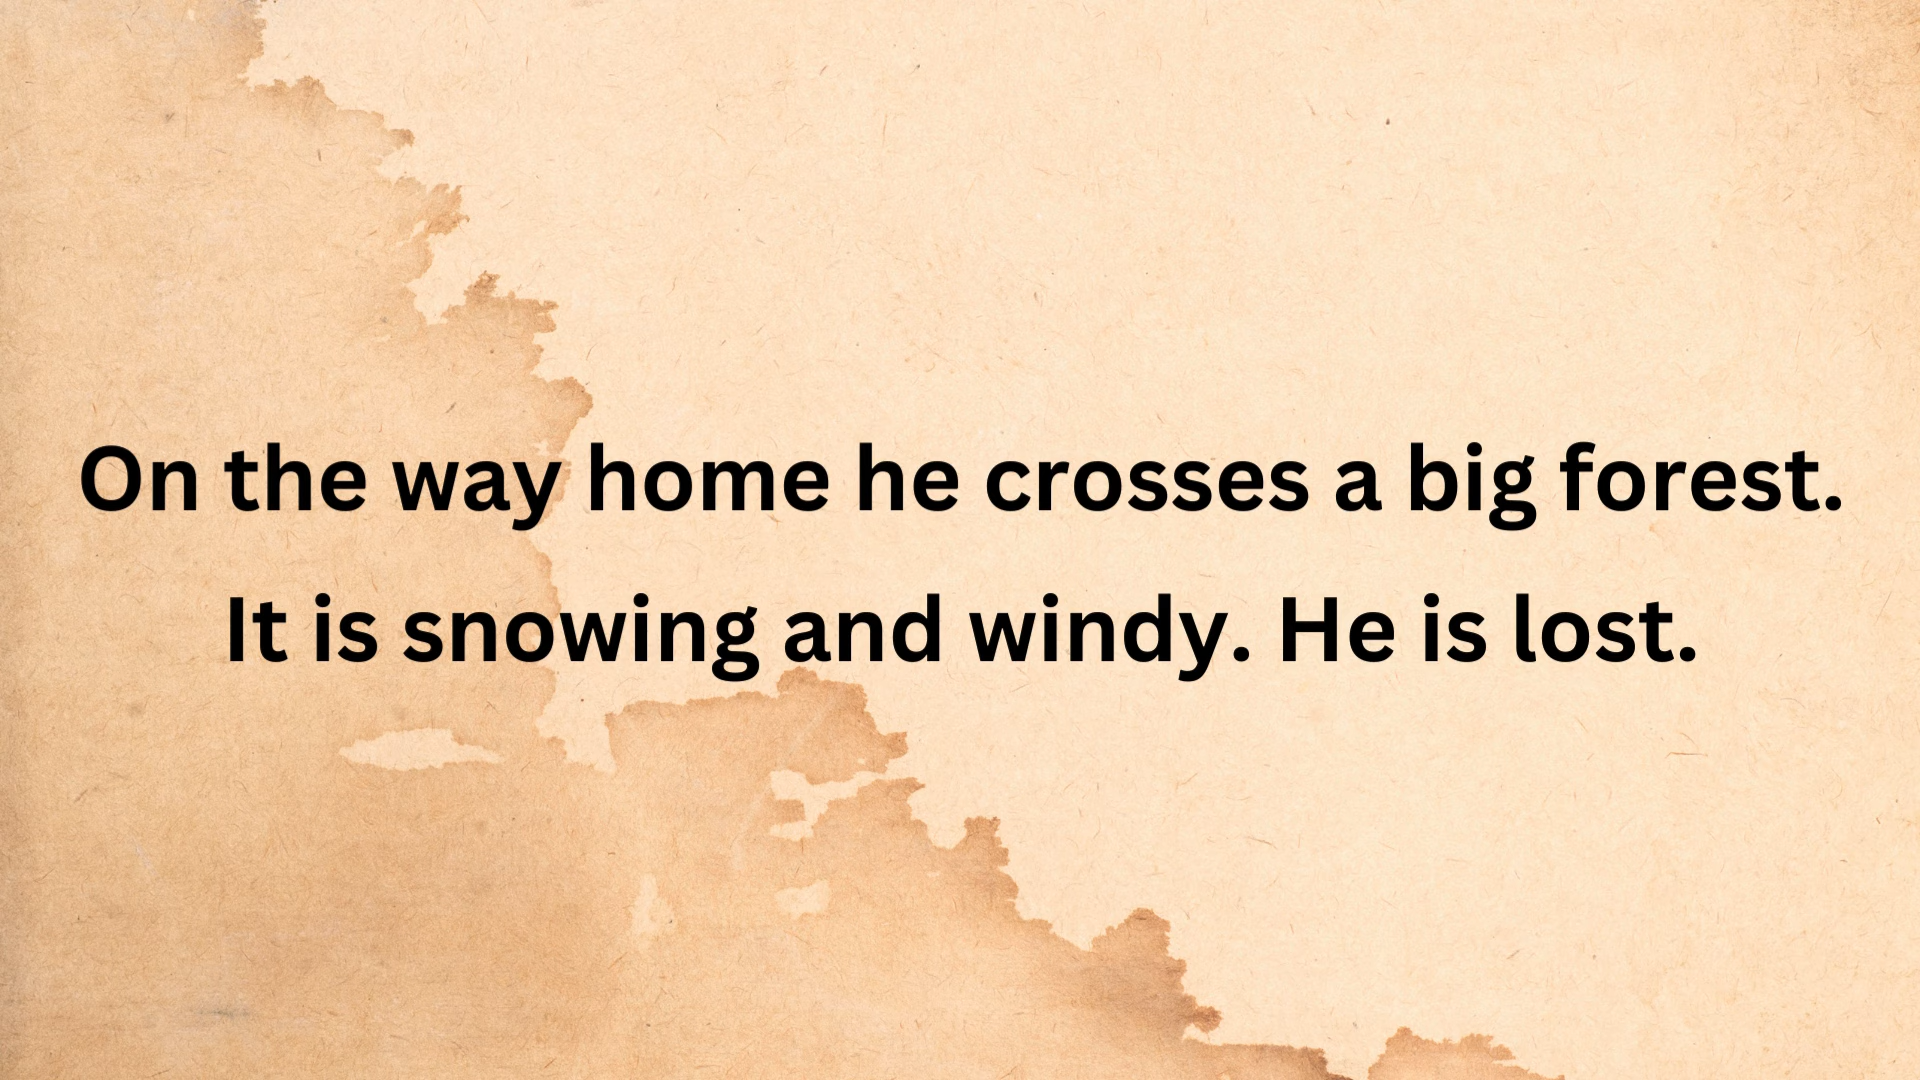 On the way home he crosses a big forest.
It is snowing and windy. He is lost.